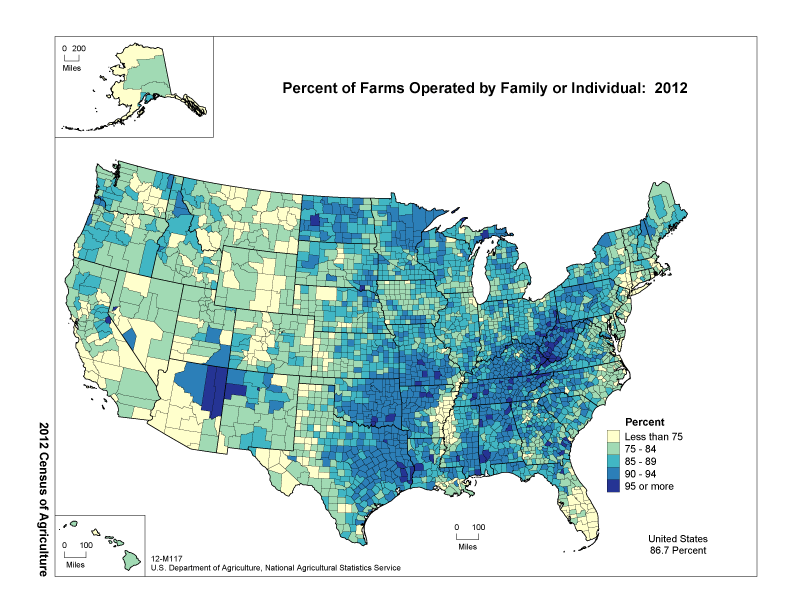 0 200
Miles
Percent of Farms Operated by Family or Individual: 2012
Percent
Less than 75
75 - 84
85 - 89
90 - 94
95 or more
2012 Census of Agriculture
0 100
Miles
0 100
Miles
United States
86.7 Percent
12-M117
U.S. Department of Agriculture, National Agricultural Statistics Service